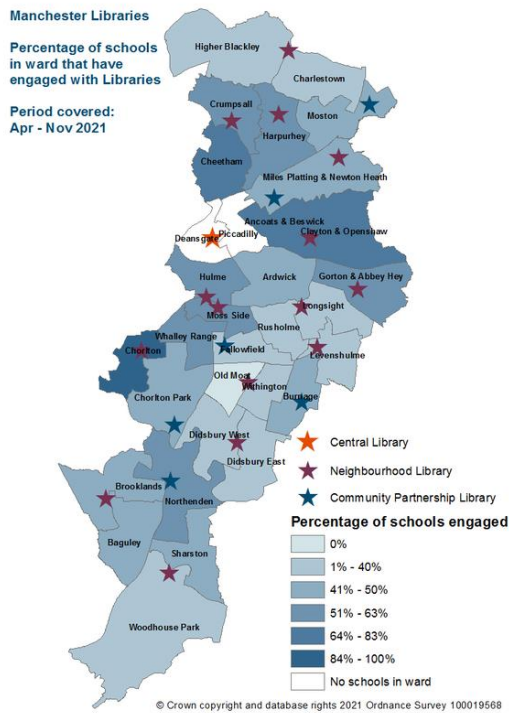 Manchester Libraries
Percentage of schools
in ward that have
engaged with Libraries
Period covered:
Apr - Nov 2021
Higher Blackley
Charlestown
Crumpsall
Moston
Harpurhey
Cheetham
Miles Platting & Newton Heath
Ancoats & Beswick
Clayton & Openshaw
Piccadilly
Deansgate
Hulme
Ardwick
Gorton & Abbey Hey
Longsight
Moss Side
Rusholme
Whalley Range
Fallowfield
Chorlton
Levenshulme
Old Moat
Withington
Chorlton Park
Burnage
Didsbury West
Didsbury East
Brooklands
Northenden
Baguley
Sharston
Woodhouse Park
Central Library
Neighbourhood Library
Community Partnership Library
Percentage of schools engaged
0%
1% - 40%
41% - 50%
51% - 63%
64% - 83%
84% - 100%
No schools in ward
© Crown copyright and database rights 2021 Ordnance Survey 100019568